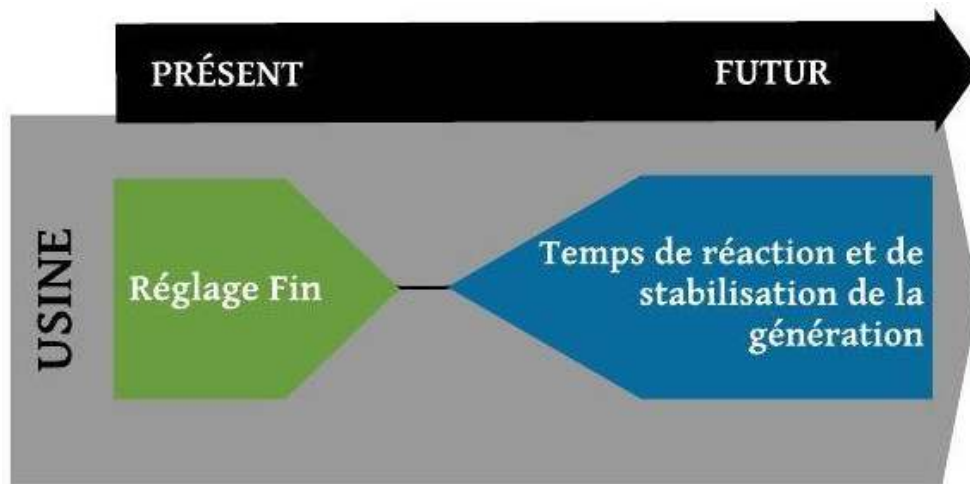 PRÉSENT
FUTUR
USINE
Réglage Fin
Temps de réaction et de
stabilisation de la
génération